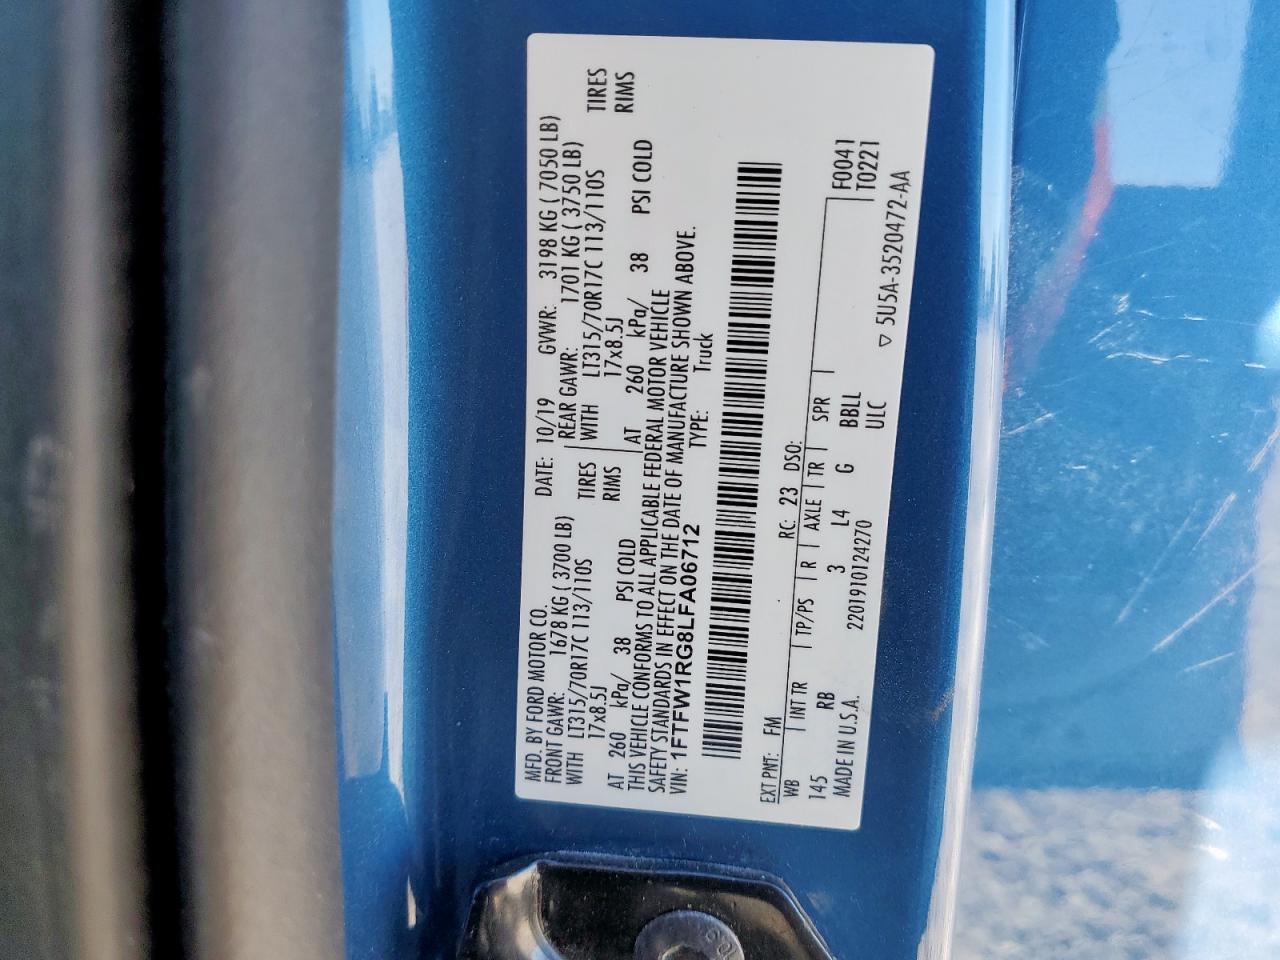 MFD. BY FORD MOTOR CO.
DATE: 10/19 GVWR: 3198 KG ( 7050 LB)
FRONT GAWR: 1678 KG ( 3700 LB) REAR GAWR: 1701 KG ( 3750 LB)
WITH LT315/70R17C 113/110S TIRES WITH LT315/70R17C 113/110S TIRES
17x8.5J RIMS 17x8.5J RIMS
AT 260 kPa/ 38 PSI COLD AT 260 kPa/ 38 PSI COLD
THIS VEHICLE CONFORMS TO ALL APPLICABLE FEDERAL MOTOR VEHICLE
SAFETY STANDARDS IN EFFECT ON THE DATE OF MANUFACTURE SHOWN ABOVE.
VIN: 1FTFW1RG8LFA06712 TYPE: Truck
EXT PNT: FM RC: 23 DSO:
WB INT TR TP/PS R AXLE TR SPR F0041
145 RB 3 L4 G BBLL T0221
MADE IN U.S.A. 2201910124270 ULC
▽ 5U5A-3520472-AA